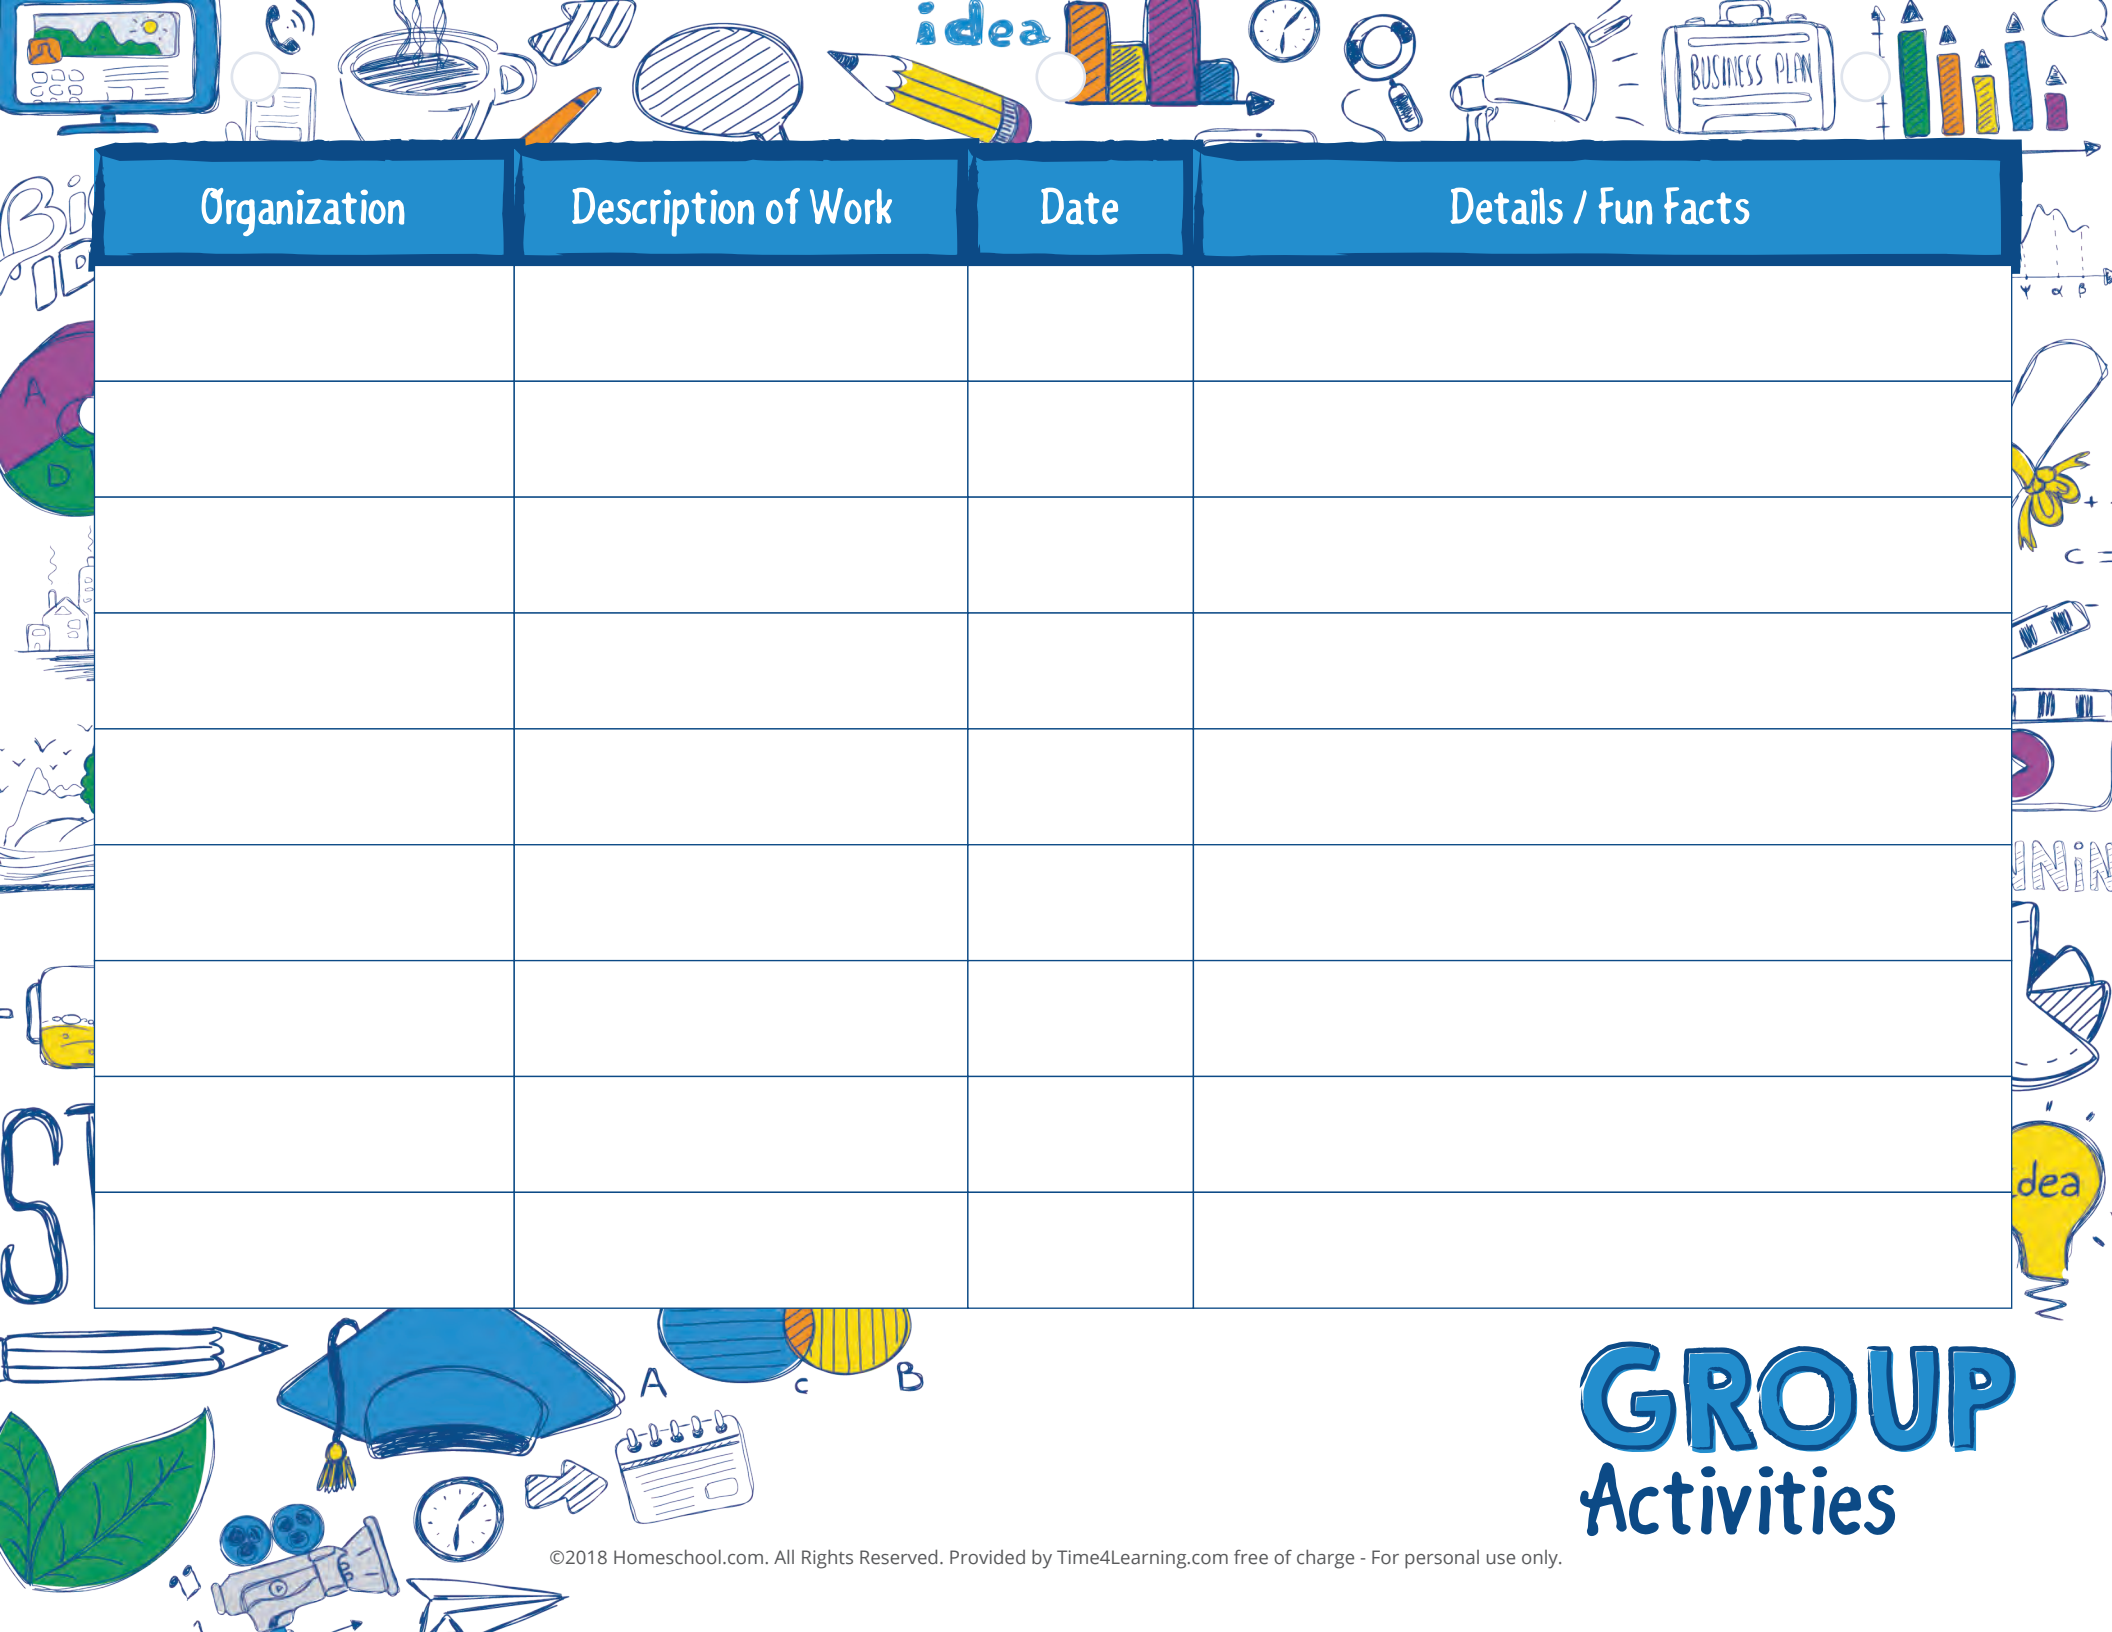 idea
BUSINESS PLAN
Organization
Description of Work
Date
Details / Fun Facts
Ψ α β
A
D
C =
dea
A
C
B
GROUP
Activities
©2018 Homeschool.com. All Rights Reserved. Provided by Time4Learning.com free of charge - For personal use only.